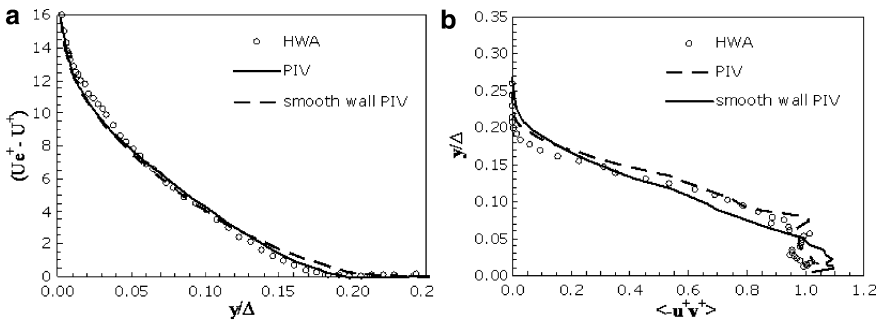 a
16
14
12
10
8
6
4
2
0
(Ue⁺ - U⁺)
HWA
PIV
smooth wall PIV
0.00
0.05
0.10
0.15
0.20
0.25
y/Δ
b
0.35
0.30
0.25
0.20
0.15
0.10
0.05
0.00
y/Δ
HWA
PIV
smooth wall PIV
0.0
0.2
0.4
0.6
0.8
1.0
1.2
<-u⁺v⁺>